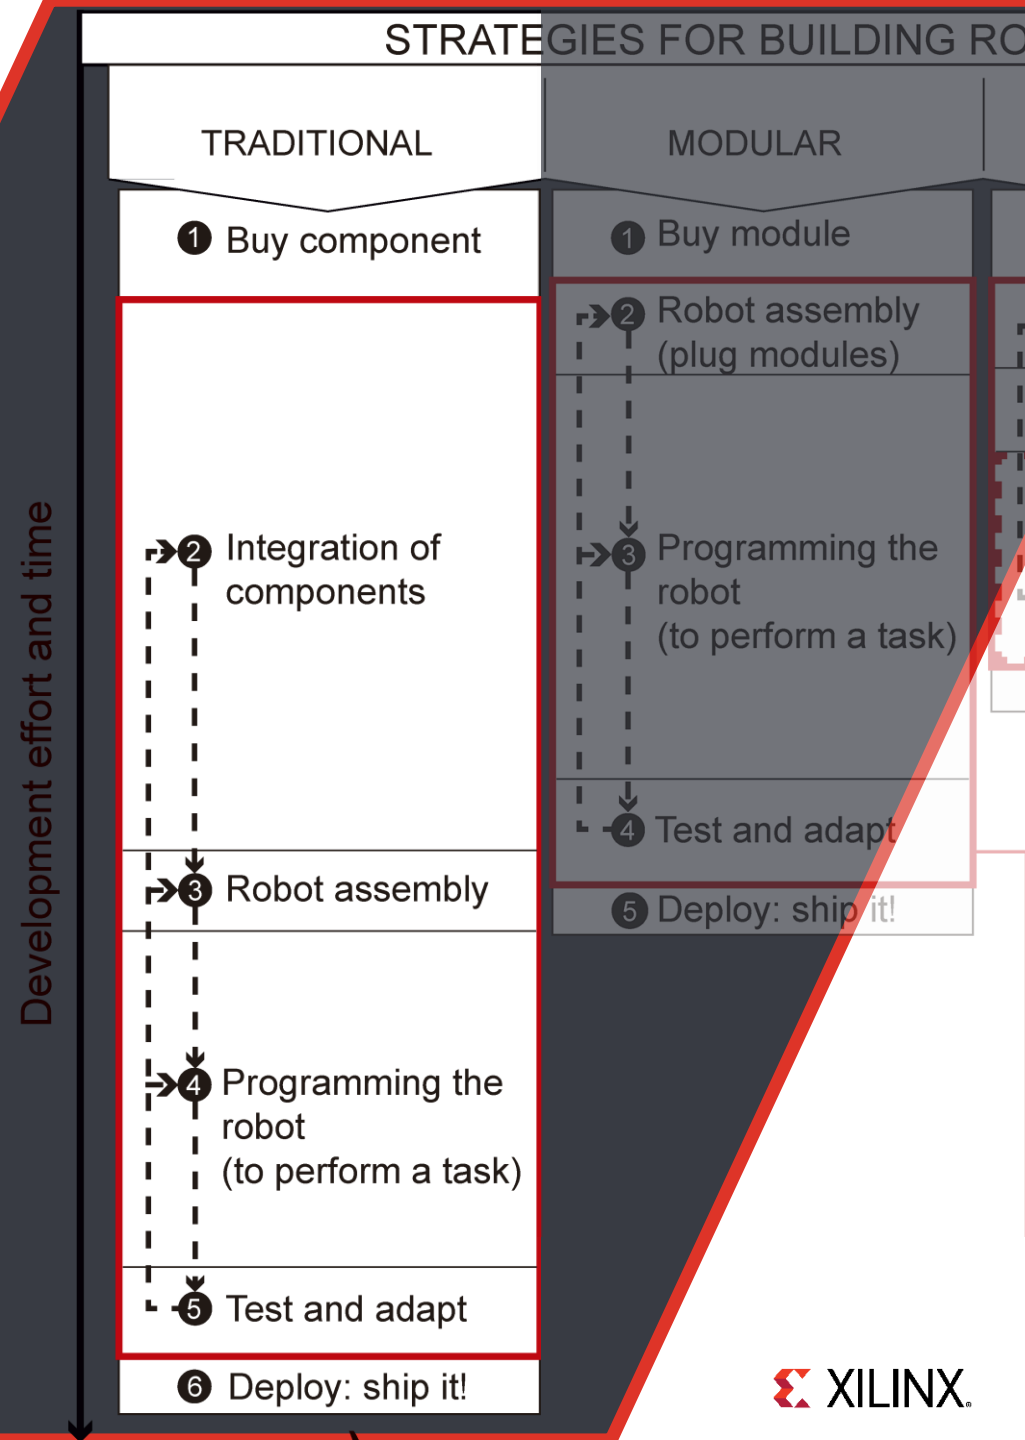 STRATEGIES FOR BUILDING RO
TRADITIONAL
1 Buy component
2 Integration of
components
3 Robot assembly
4 Programming the
robot
(to perform a task)
5 Test and adapt
6 Deploy: ship it!
MODULAR
1 Buy module
2 Robot assembly
(plug modules)
3 Programming the
robot
(to perform a task)
4 Test and adapt
5 Deploy: ship it!
Development effort and time
XILINX